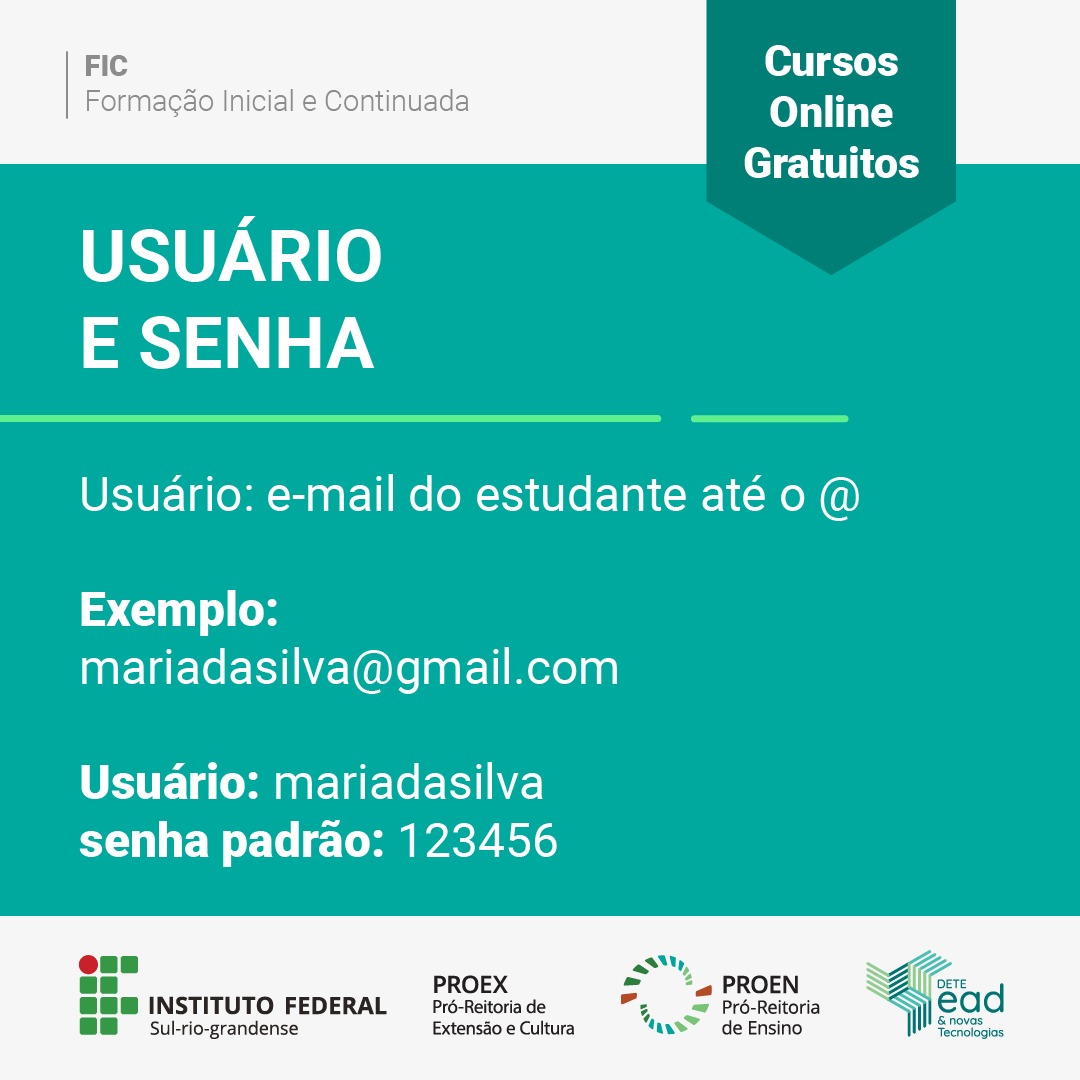 FIC
Formação Inicial e Continuada
Cursos
Online
Gratuitos
USUÁRIO
E SENHA
Usuário: e-mail do estudante até o @
Exemplo:
mariadasilva@gmail.com
Usuário: mariadasilva
senha padrão: 123456
INSTITUTO FEDERAL
Sul-rio-grandense
PROEX
Pró-Reitoria de
Extensão e Cultura
PROEN
Pró-Reitoria
de Ensino
DETE
ead
& novas
Tecnologias